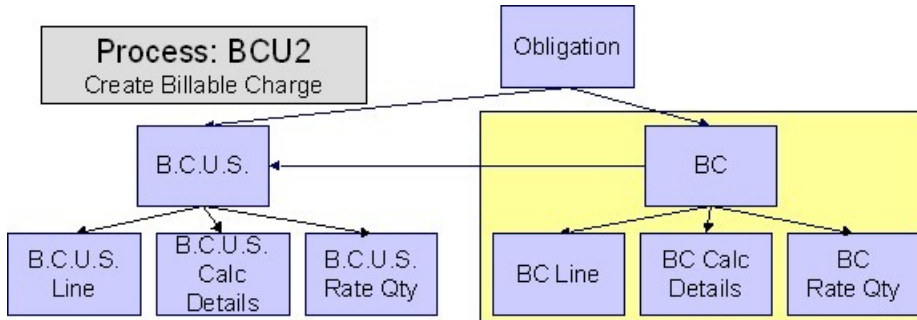 Process: BCU2
Create Billable Charge
Obligation
B.C.U.S.
BC
B.C.U.S.
Line
B.C.U.S.
Calc
Details
B.C.U.S.
Rate Qty
BC Line
BC Calc
Details
BC
Rate Qty